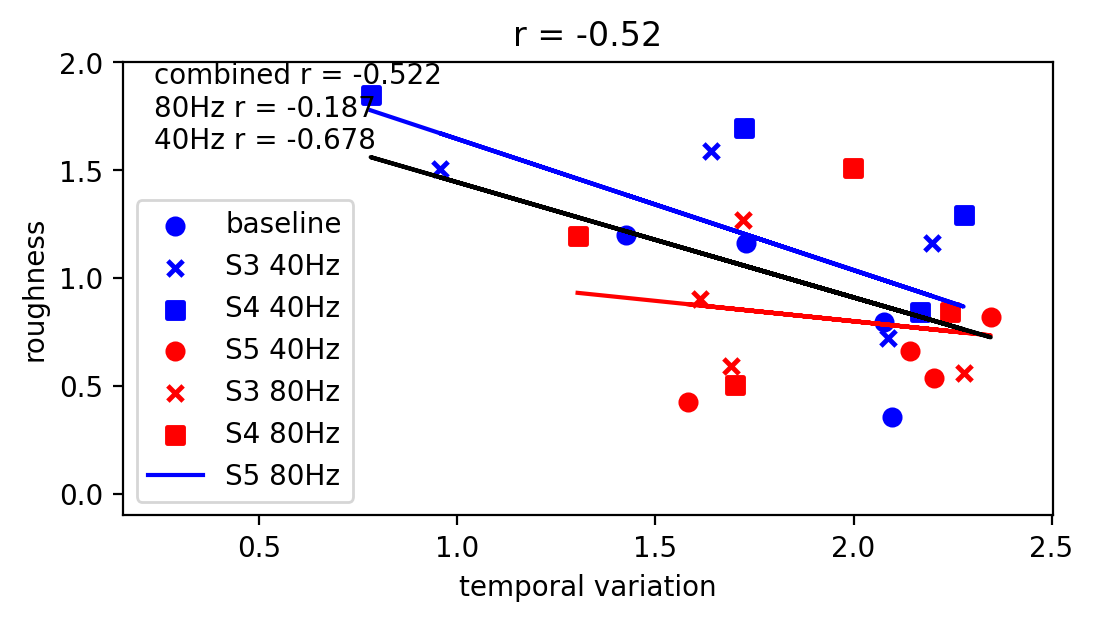 r = -0.52
combined r = -0.522
80Hz r = -0.187
40Hz r = -0.678
baseline
S3 40Hz
S4 40Hz
S5 40Hz
S3 80Hz
S4 80Hz
S5 80Hz
2.0
1.5
1.0
0.5
0.0
roughness
0.5 1.0 1.5 2.0 2.5
temporal variation